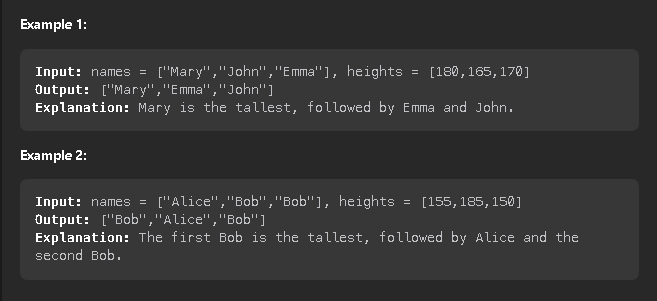 Example 1:
Input: names = ["Mary","John","Emma"], heights = [180,165,170]
Output: ["Mary","Emma","John"]
Explanation: Mary is the tallest, followed by Emma and John.
Example 2:
Input: names = ["Alice","Bob","Bob"], heights = [155,185,150]
Output: ["Bob","Alice","Bob"]
Explanation: The first Bob is the tallest, followed by Alice and the
second Bob.